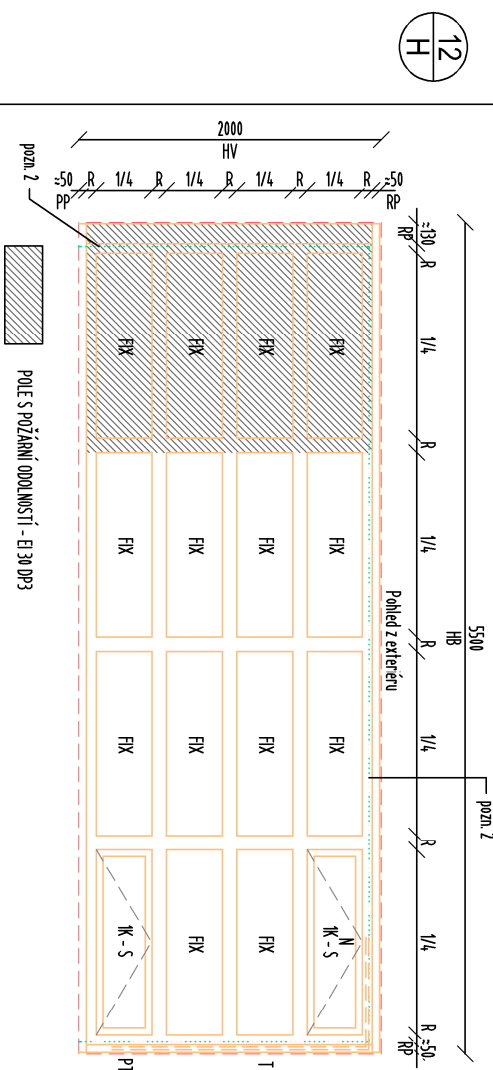 12
H
2000
HV
≈50 R 1/4 R 1/4 R 1/4 R 1/4 R ≈50
PP RP
5500
HB
≈130 R 1/4 R 1/4 R 1/4 R 1/4 R ≈50
RP RP
pozn. 2
pozn. 2
Pohled z exteriéru
FIX FIX FIX FIX
FIX FIX FIX FIX
FIX FIX FIX FIX
1K - S FIX FIX N
1K - S
T
POLE S POŽÁRNÍ ODOLNOSTÍ - EI 30 DP3